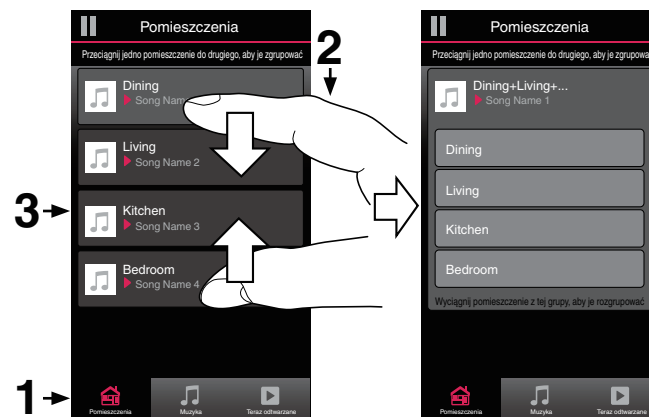 Pomieszczenia
Przeciągnij jedno pomieszczenie do drugiego, aby je zgrupować
2
Dining
Song Nam
Living
Song Name 2
3
Kitchen
Song Name 3
Bedroom
Song Name 4
1
Pomieszczenia
Muzyka
Teraz odtwarzane
Pomieszczenia
Przeciągnij jedno pomieszczenie do drugiego, aby je zgrupowa
Dining+Living+...
Song Name 1
Dining
Living
Kitchen
Bedroom
Wyciągnij pomieszczenie z tej grupy, aby je rozgrupować
Pomieszczenia
Muzyka
Teraz odtwarzane